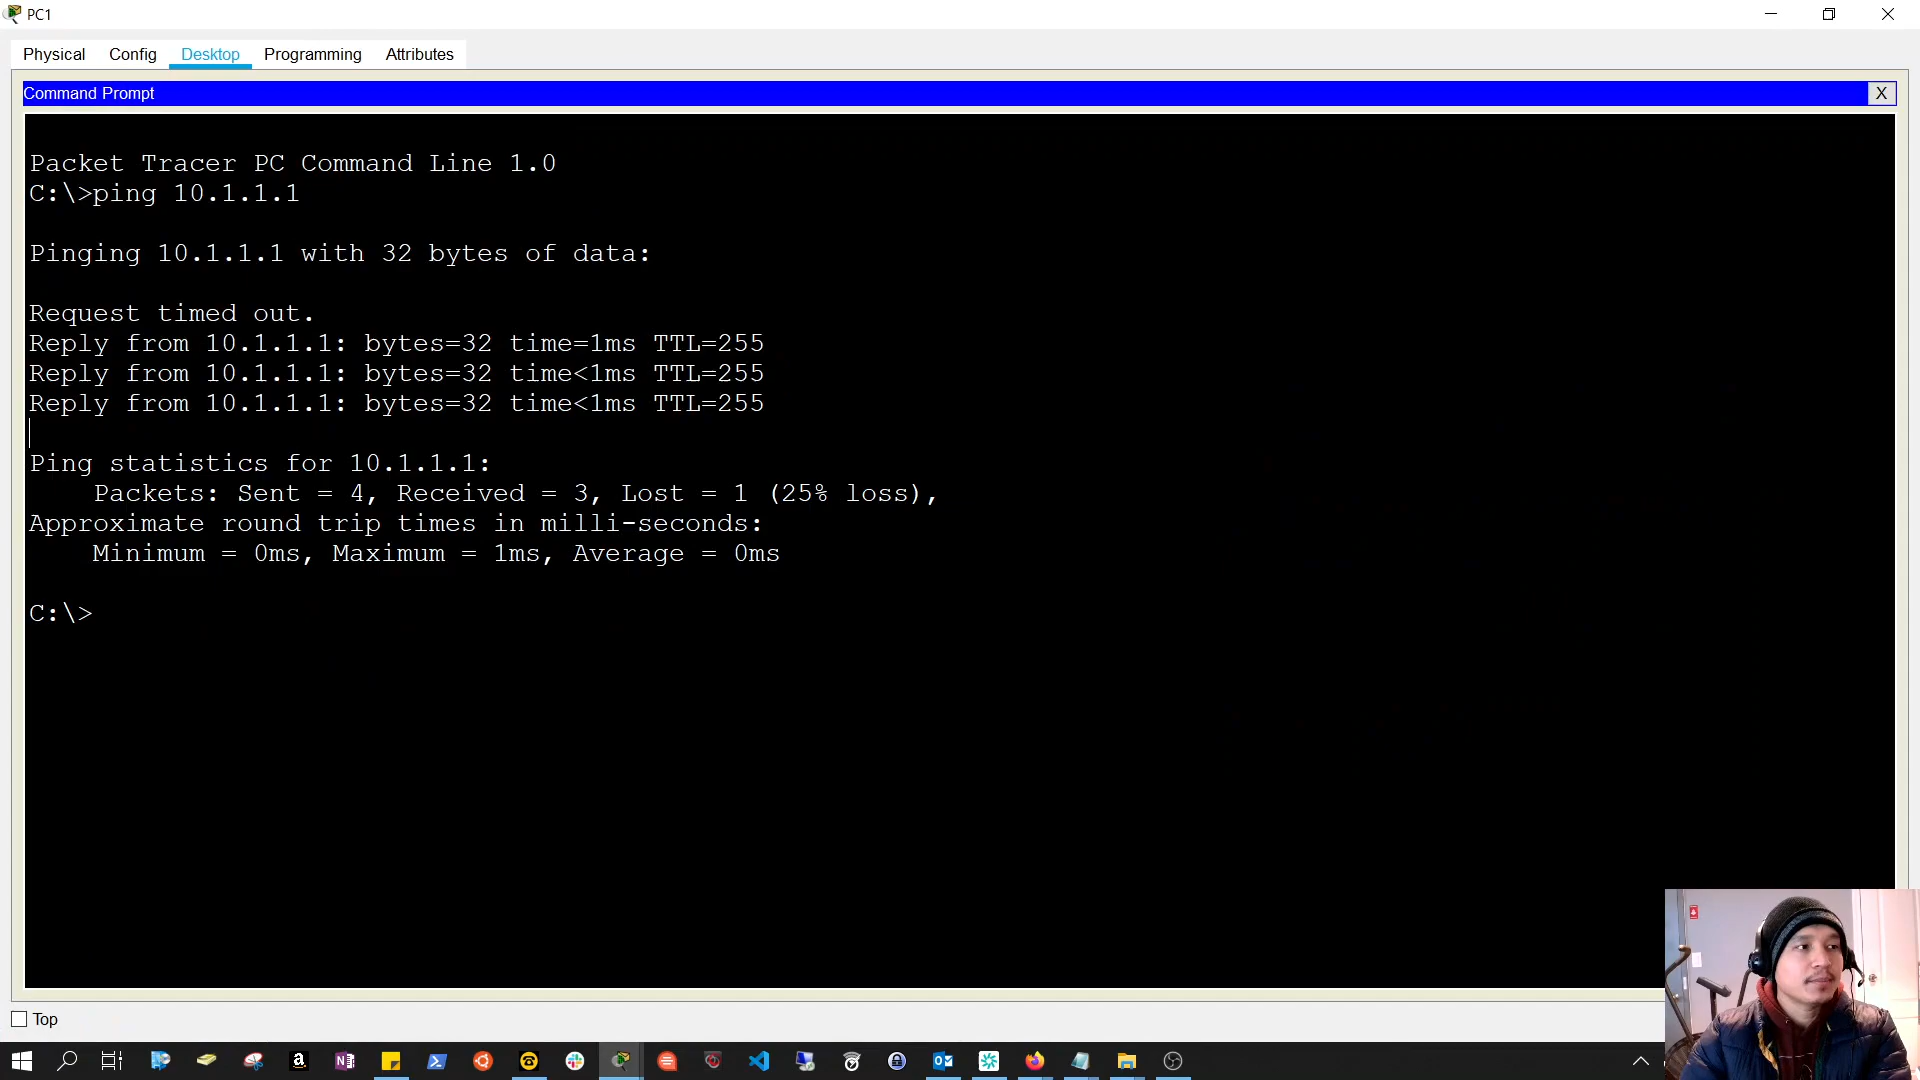 PC1
Physical Config Desktop Programming Attributes
Command Prompt
X
Packet Tracer PC Command Line 1.0
C:\>ping 10.1.1.1
Pinging 10.1.1.1 with 32 bytes of data:
Request timed out.
Reply from 10.1.1.1: bytes=32 time=1ms TTL=255
Reply from 10.1.1.1: bytes=32 time<1ms TTL=255
Reply from 10.1.1.1: bytes=32 time<1ms TTL=255
Ping statistics for 10.1.1.1:
Packets: Sent = 4, Received = 3, Lost = 1 (25% loss),
Approximate round trip times in milli-seconds:
Minimum = 0ms, Maximum = 1ms, Average = 0ms
C:\>
Top